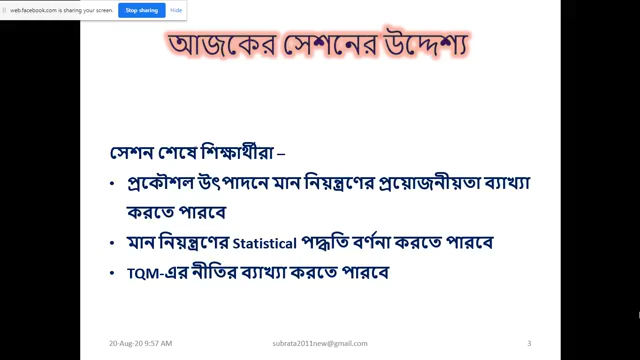 web.facebook.com is sharing your screen. Stop sharing Hide
আজকের সেশনের উদ্দেশ্য
সেশন শেষে শিক্ষার্থীরা –
• প্রকৌশল উৎপাদনে মান নিয়ন্ত্রণের প্রয়োজনীয়তা ব্যাখ্যা
করতে পারবে
• মান নিয়ন্ত্রণের Statistical পদ্ধতি বর্ণনা করতে পারবে
• TQM-এর নীতির ব্যাখ্যা করতে পারবে
20-Aug-20 9:57 AM subrata2011new@gmail.com 3